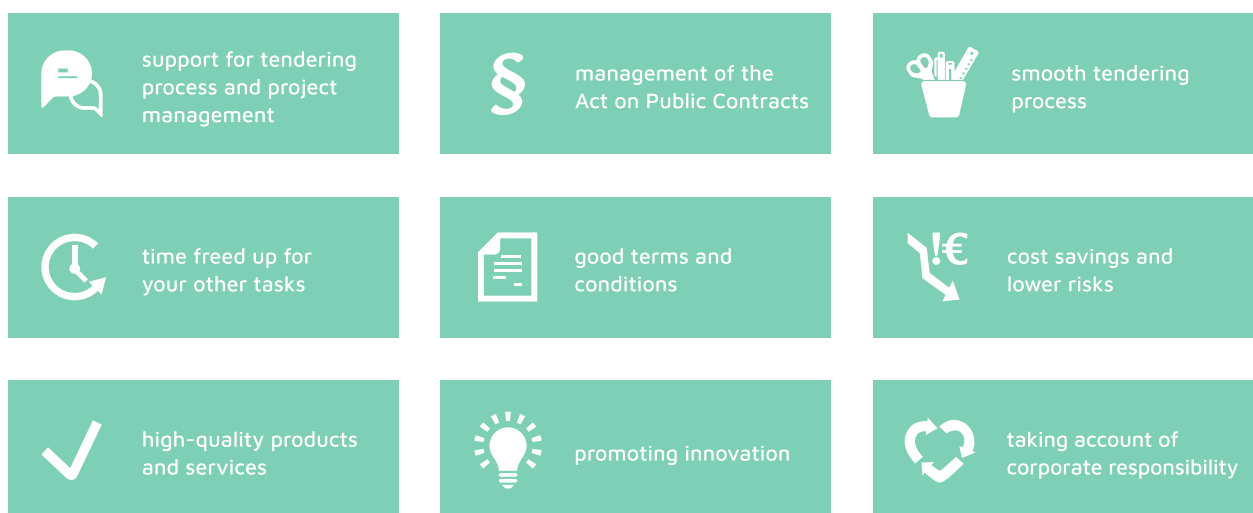 support for tendering
process and project
management
§
management of the
Act on Public Contracts
smooth tendering
process
time freed up for
your other tasks
good terms and
conditions
!€
cost savings and
lower risks
high-quality products
and services
promoting innovation
taking account of
corporate responsibility